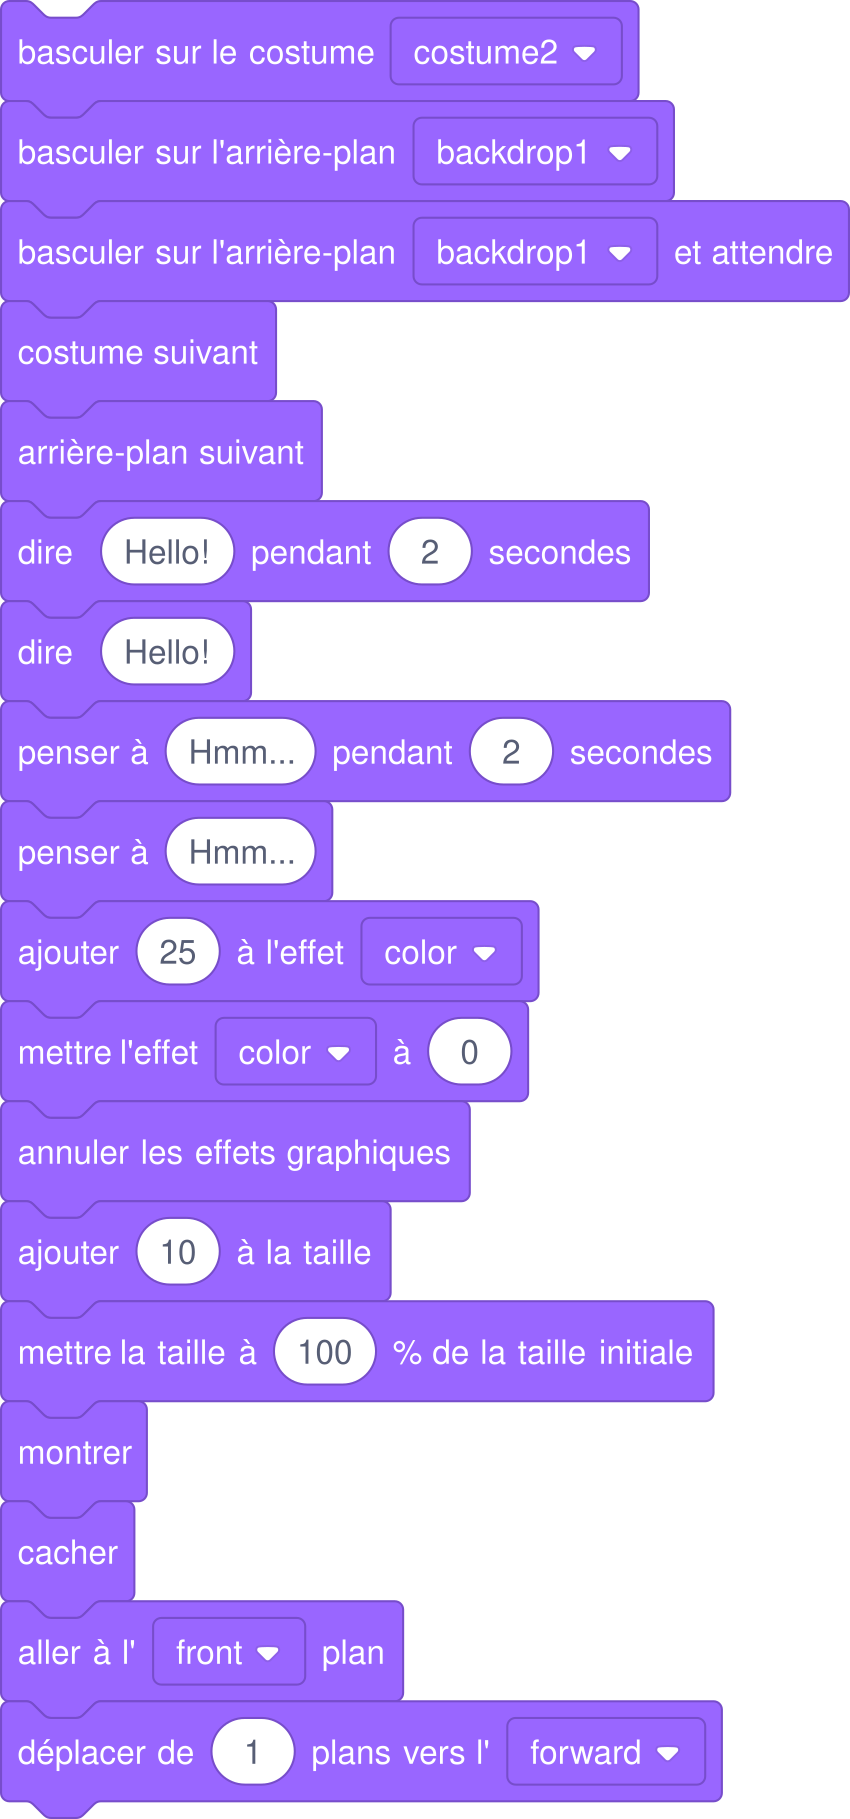 basculer sur le costume costume2
basculer sur l'arrière-plan backdrop1
basculer sur l'arrière-plan backdrop1 et attendre
costume suivant
arrière-plan suivant
dire Hello! pendant 2 secondes
dire Hello!
penser à Hmm... pendant 2 secondes
penser à Hmm...
ajouter 25 à l'effet color
mettre l'effet color à 0
annuler les effets graphiques
ajouter 10 à la taille
mettre la taille à 100 % de la taille initiale
montrer
cacher
aller à l' front plan
déplacer de 1 plans vers l' forward